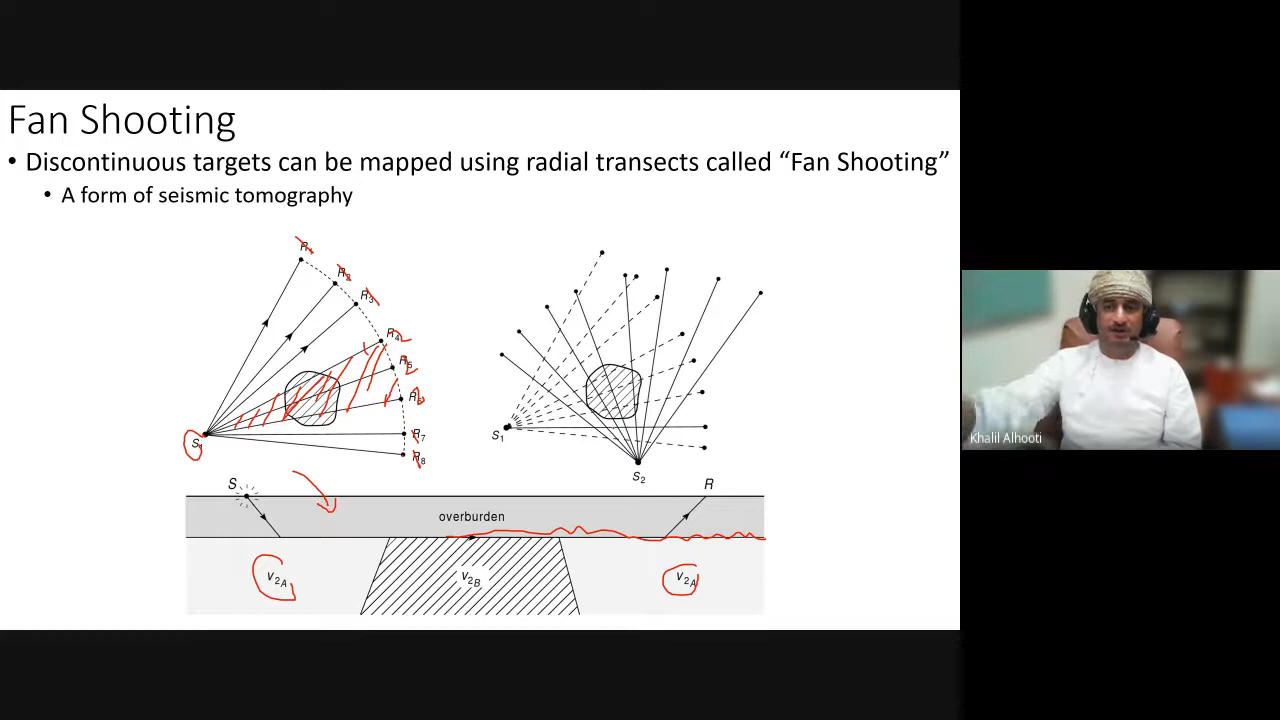 Fan Shooting
• Discontinuous targets can be mapped using radial transects called “Fan Shooting”
• A form of seismic tomography
R1
R2
R3
R4
R5
R6
R7
R8
S1
S1
S2
S
R
overburden
V2A
V2B
V2A
Khalil Alhooti